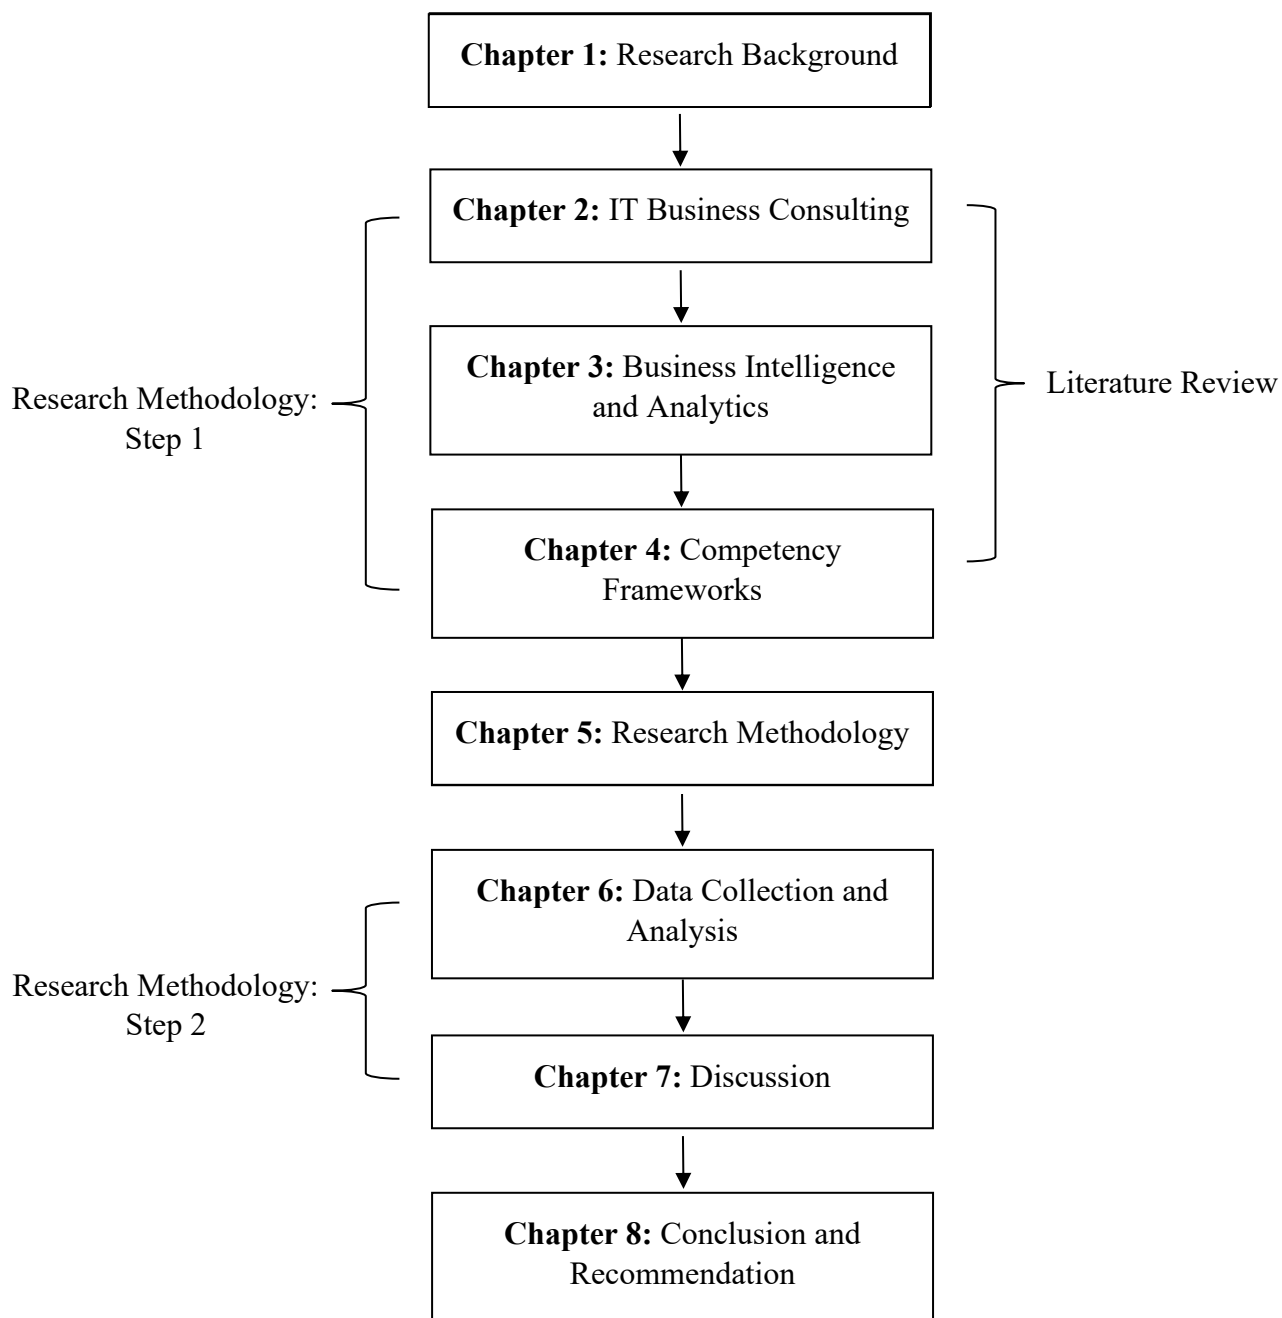 Chapter 1: Research Background
Chapter 2: IT Business Consulting
Chapter 3: Business Intelligence
and Analytics
Research Methodology:
Step 1
Literature Review
Chapter 4: Competency
Frameworks
Chapter 5: Research Methodology
Chapter 6: Data Collection and
Analysis
Research Methodology:
Step 2
Chapter 7: Discussion
Chapter 8: Conclusion and
Recommendation